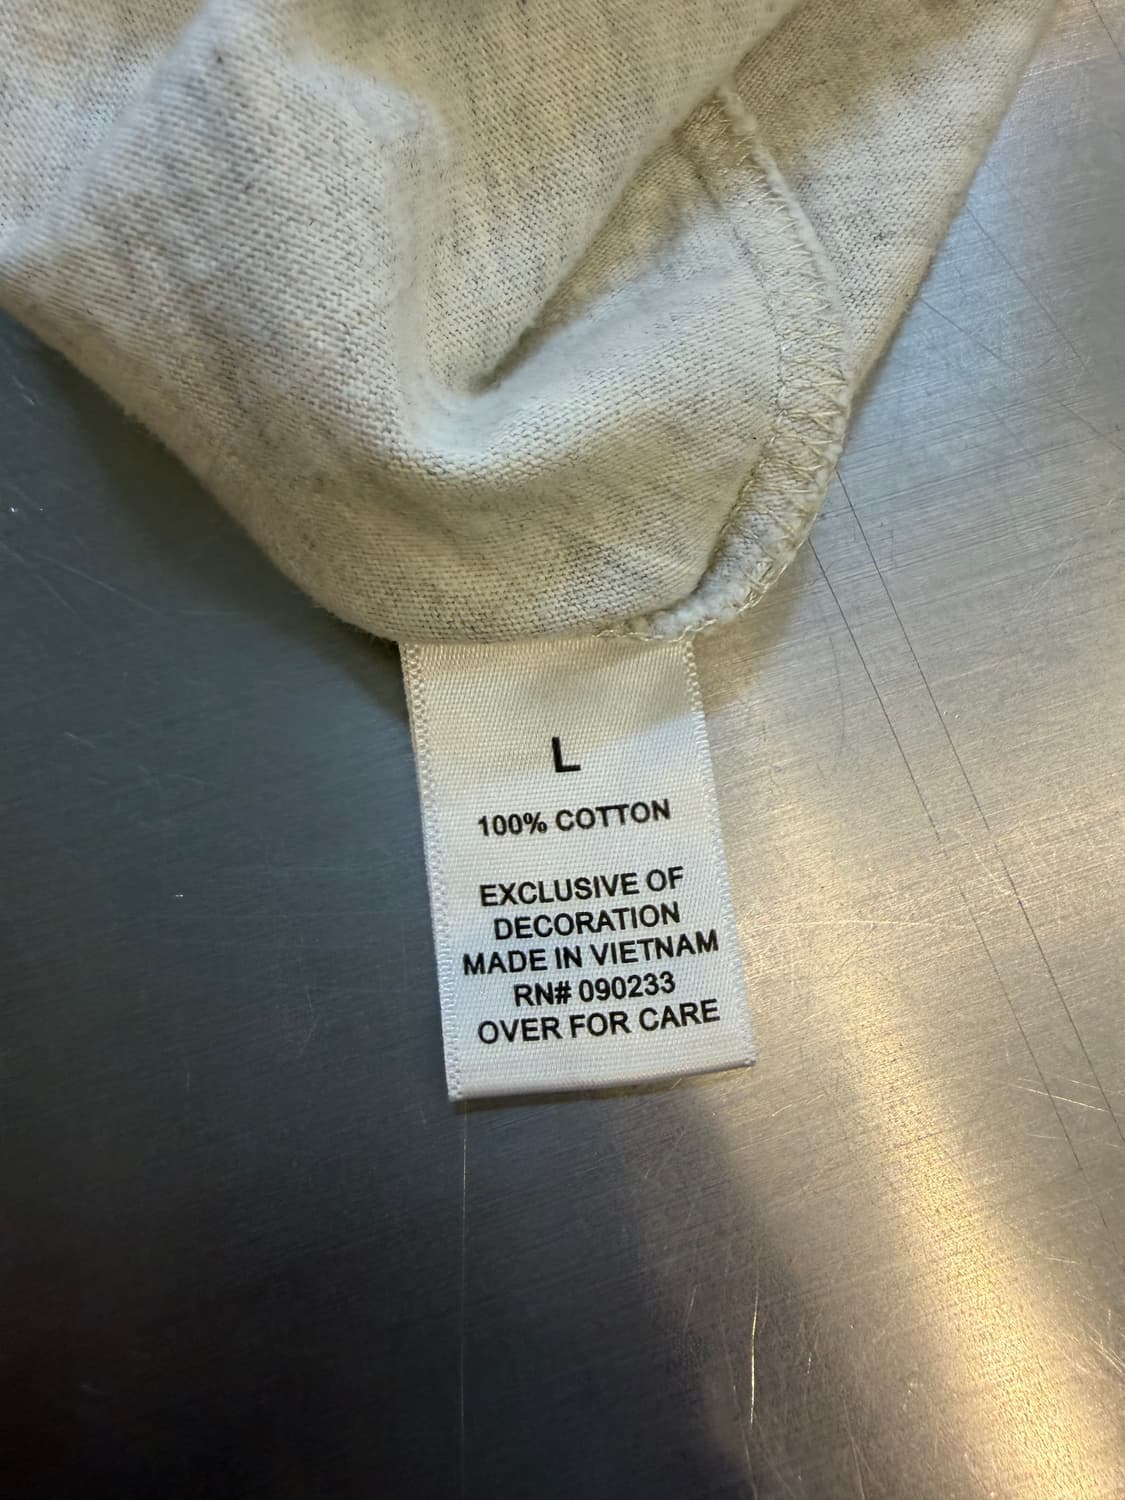 L
100% COTTON
EXCLUSIVE OF
DECORATION
MADE IN VIETNAM
RN# 090233
OVER FOR CARE